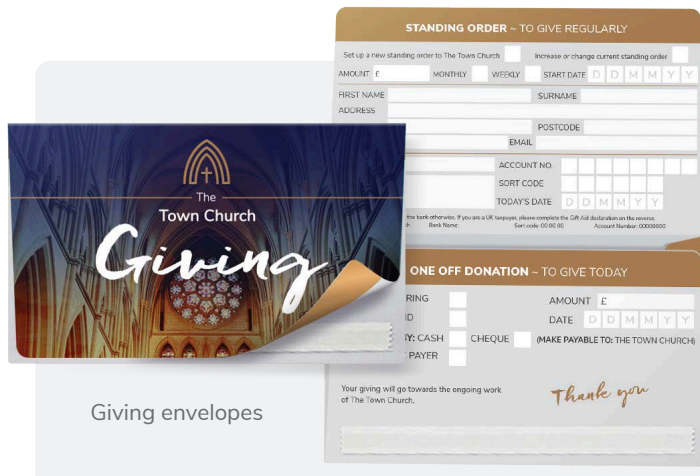 STANDING ORDER ~ TO GIVE REGULARLY
Set up a new standing order to The Town Church Increase or change current standing order
AMOUNT £ MONTHLY WEEKLY START DATE D D M M Y Y
FIRST NAME SURNAME
ADDRESS
POSTCODE
EMAIL
ACCOUNT NO.
SORT CODE
TODAY'S DATE D D M M Y Y
the bank otherwise. If you are a UK taxpayer, please complete the Gift Aid declaration on the reverse.
Bank Name: Sort code: 00 00 00 Account Number: 00000000
The
Town Church
Giving
ONE OFF DONATION ~ TO GIVE TODAY
RING AMOUNT £
D DATE D D M M Y Y
BY: CASH CHEQUE (MAKE PAYABLE TO: THE TOWN CHURCH)
PAYER
Your giving will go towards the ongoing work
of The Town Church.
Thank you
Giving envelopes